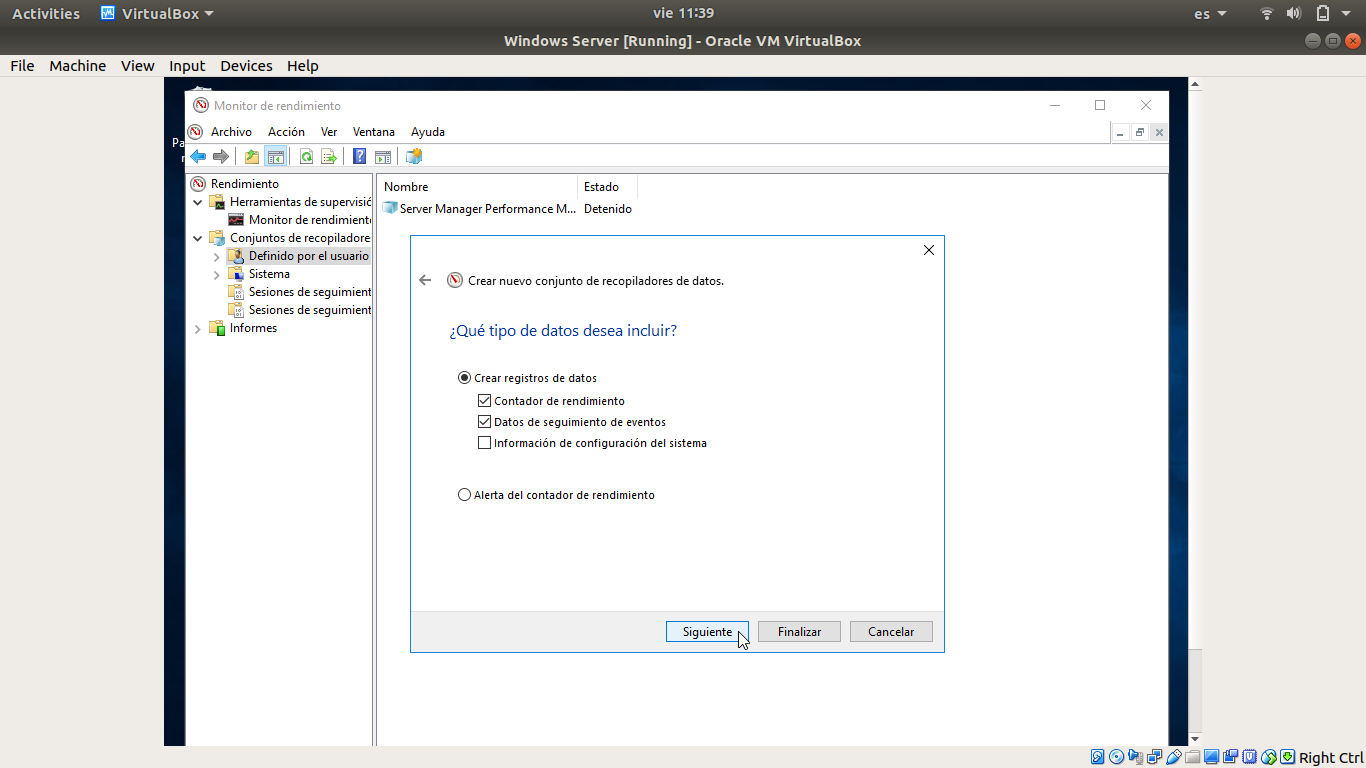 Activities VirtualBox vie 11:39 es
Windows Server [Running] - Oracle VM VirtualBox
File Machine View Input Devices Help
Monitor de rendimiento
Archivo Acción Ver Ventana Ayuda
Rendimiento
Herramientas de supervisió
Monitor de rendimiento
Conjuntos de recopiladore
Definido por el usuario
Sistema
Sesiones de seguimient
Sesiones de seguimient
Informes
Nombre Estado
Server Manager Performance M... Detenido
Crear nuevo conjunto de recopiladores de datos.
¿Qué tipo de datos desea incluir?
Crear registros de datos
Contador de rendimiento
Datos de seguimiento de eventos
Información de configuración del sistema
Alerta del contador de rendimiento
Siguiente Finalizar Cancelar
Right Ctrl